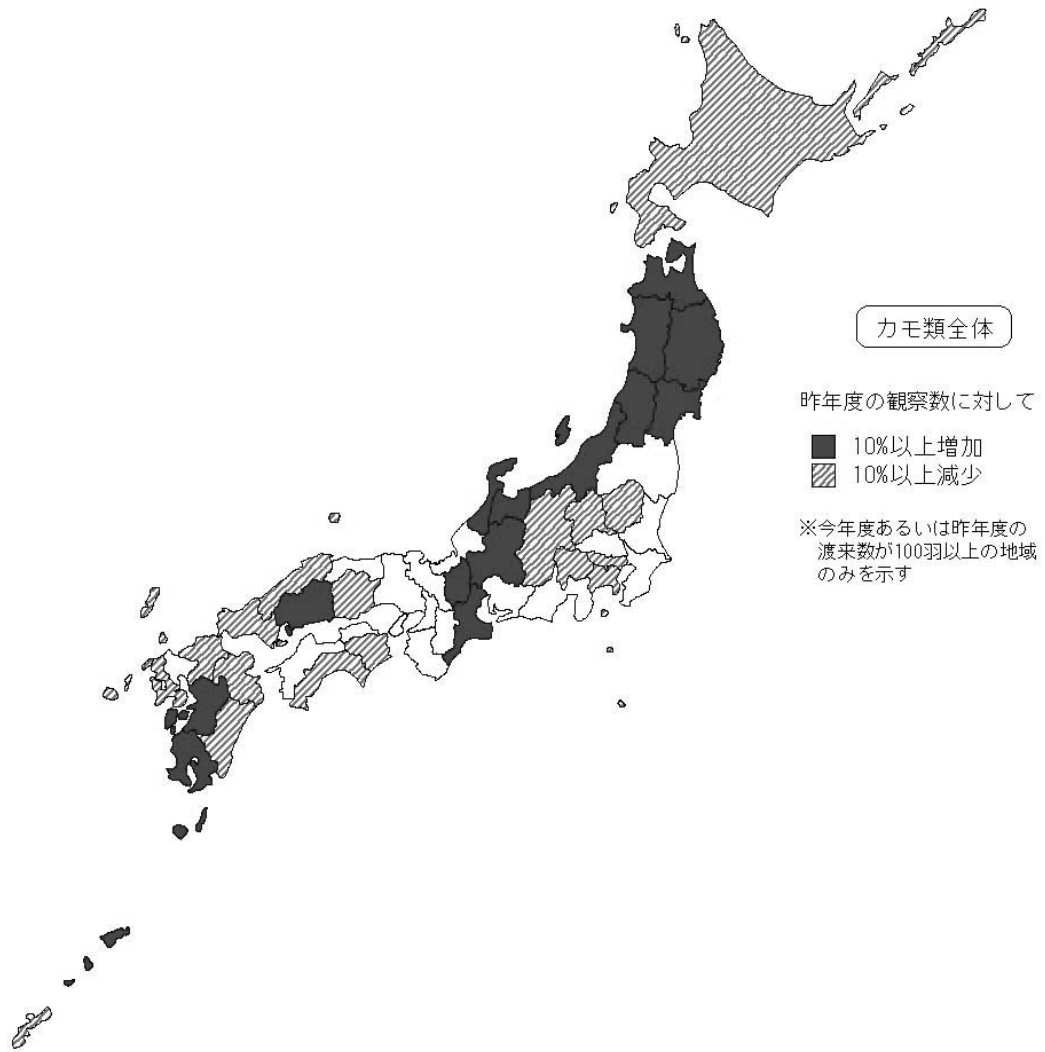 カモ類全体
昨年度の観察数に対して
10%以上増加
10%以上減少
※今年度あるいは昨年度の
渡来数が100羽以上の地域
のみを示す